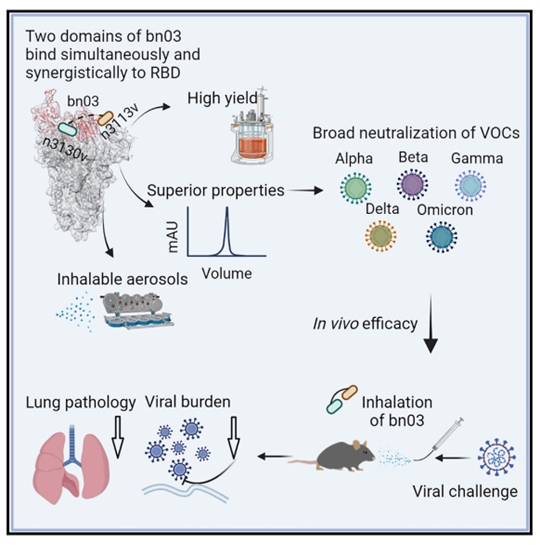 Two domains of bn03
bind simultaneously and
synergistically to RBD
bn03
n3113v
n3130v
High yield
Superior properties
mAU
Volume
Inhalable aerosols
Broad neutralization of VOCs
Alpha
Beta
Gamma
Delta
Omicron
In vivo efficacy
Inhalation
of bn03
Viral challenge
Viral burden
Lung pathology